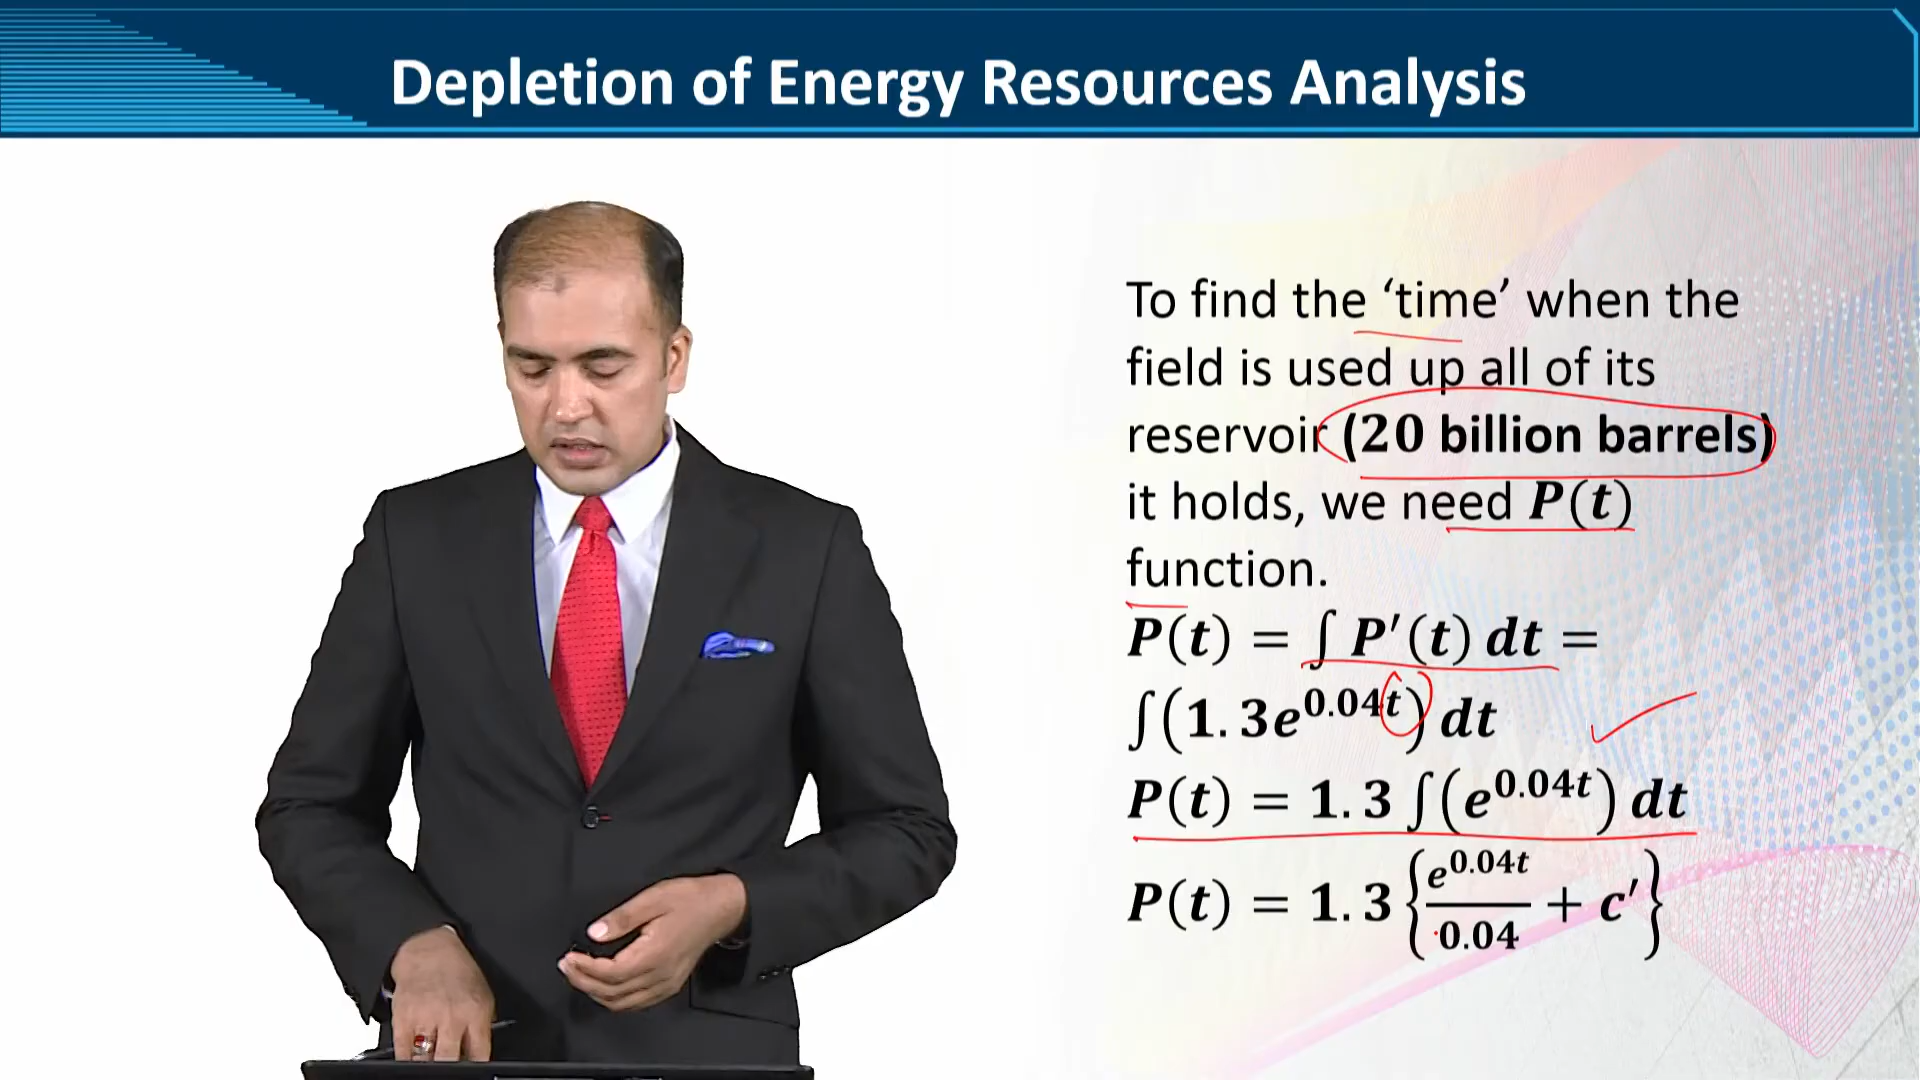 Depletion of Energy Resources Analysis
To find the ‘time’ when the
field is used up all of its
reservoir (20 billion barrels)
it holds, we need P(t)
function.
P(t) = ∫ P′(t) dt =
∫(1.3e^{0.04t}) dt
P(t) = 1.3 ∫(e^{0.04t}) dt
P(t) = 1.3 {e^{0.04t}/0.04 + c′}